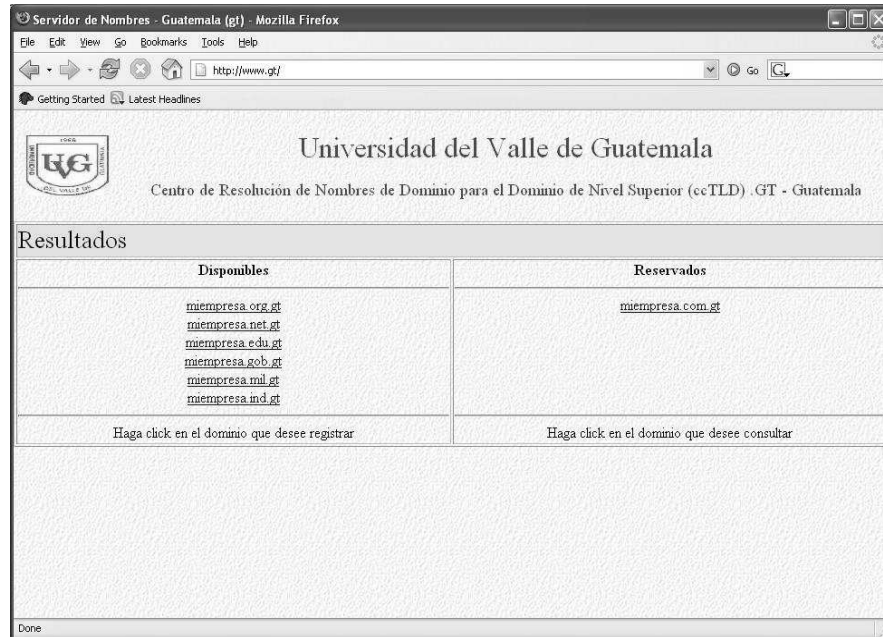 Servidor de Nombres - Guatemala (gt) - Mozilla Firefox
File Edit View Go Bookmarks Tools Help
http://www.gt/ Go G
Getting Started Latest Headlines
1966
UVG
Universidad del Valle de Guatemala
Centro de Resolución de Nombres de Dominio para el Dominio de Nivel Superior (ccTLD) .GT - Guatemala
Resultados
Disponibles
miempresa.org.gt
miempresa.net.gt
miempresa.edu.gt
miempresa.gob.gt
miempresa.mil.gt
miempresa.ind.gt
Haga click en el dominio que desee registrar
Reservados
miempresa.com.gt
Haga click en el dominio que desee consultar
Done